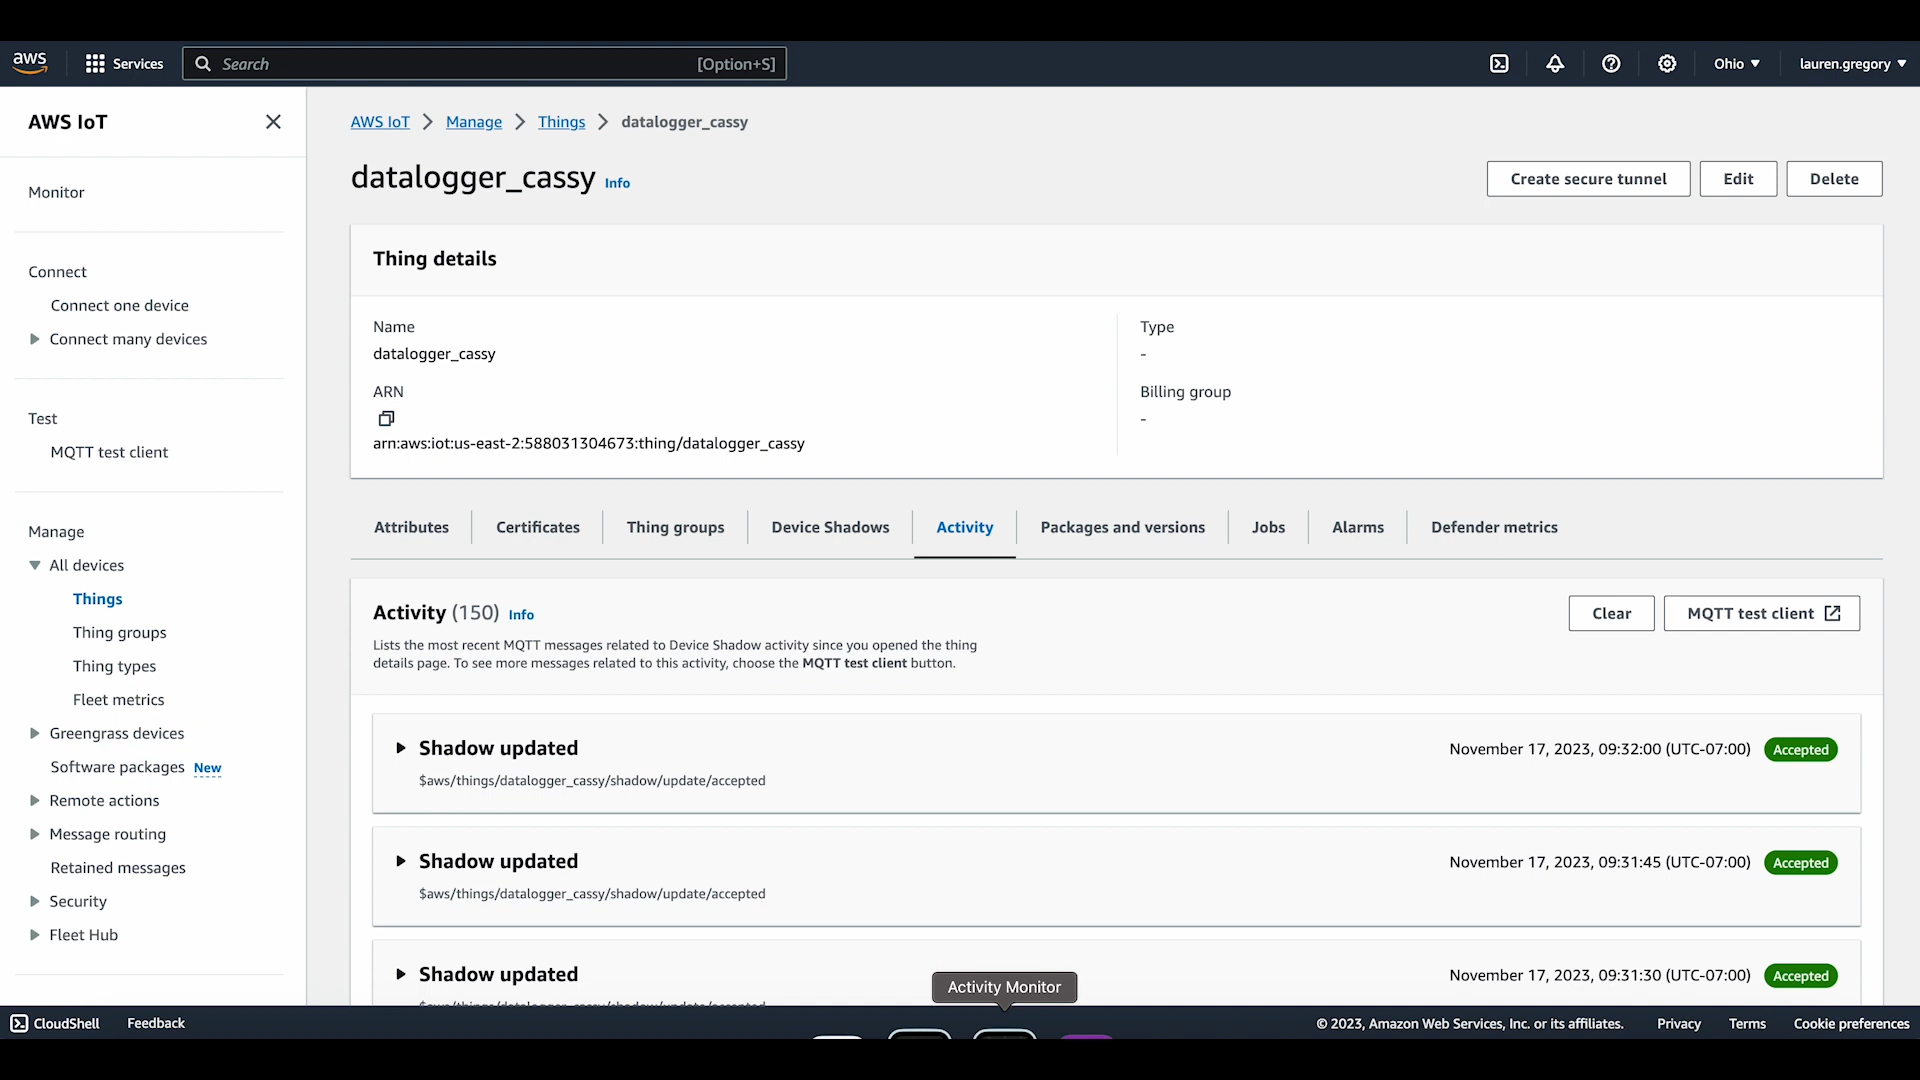 aws
Services
Search
[Option+S]
Ohio
lauren.gregory
AWS IoT
Monitor
Connect
Connect one device
Connect many devices
Test
MQTT test client
Manage
All devices
Things
Thing groups
Thing types
Fleet metrics
Greengrass devices
Software packages New
Remote actions
Message routing
Retained messages
Security
Fleet Hub
AWS IoT > Manage > Things > datalogger_cassy
datalogger_cassy Info
Create secure tunnel
Edit
Delete
Thing details
Name
datalogger_cassy
ARN
arn:aws:iot:us-east-2:588031304673:thing/datalogger_cassy
Type
-
Billing group
-
Attributes
Certificates
Thing groups
Device Shadows
Activity
Packages and versions
Jobs
Alarms
Defender metrics
Activity (150) Info
Lists the most recent MQTT messages related to Device Shadow activity since you opened the thing
details page. To see more messages related to this activity, choose the MQTT test client button.
Clear
MQTT test client
Shadow updated
November 17, 2023, 09:32:00 (UTC-07:00) Accepted
$aws/things/datalogger_cassy/shadow/update/accepted
Shadow updated
November 17, 2023, 09:31:45 (UTC-07:00) Accepted
$aws/things/datalogger_cassy/shadow/update/accepted
Shadow updated
November 17, 2023, 09:31:30 (UTC-07:00) Accepted
$aws/things/datalogger_cassy/shadow/update/accepted
Activity Monitor
CloudShell
Feedback
© 2023, Amazon Web Services, Inc. or its affiliates.
Privacy
Terms
Cookie preferences